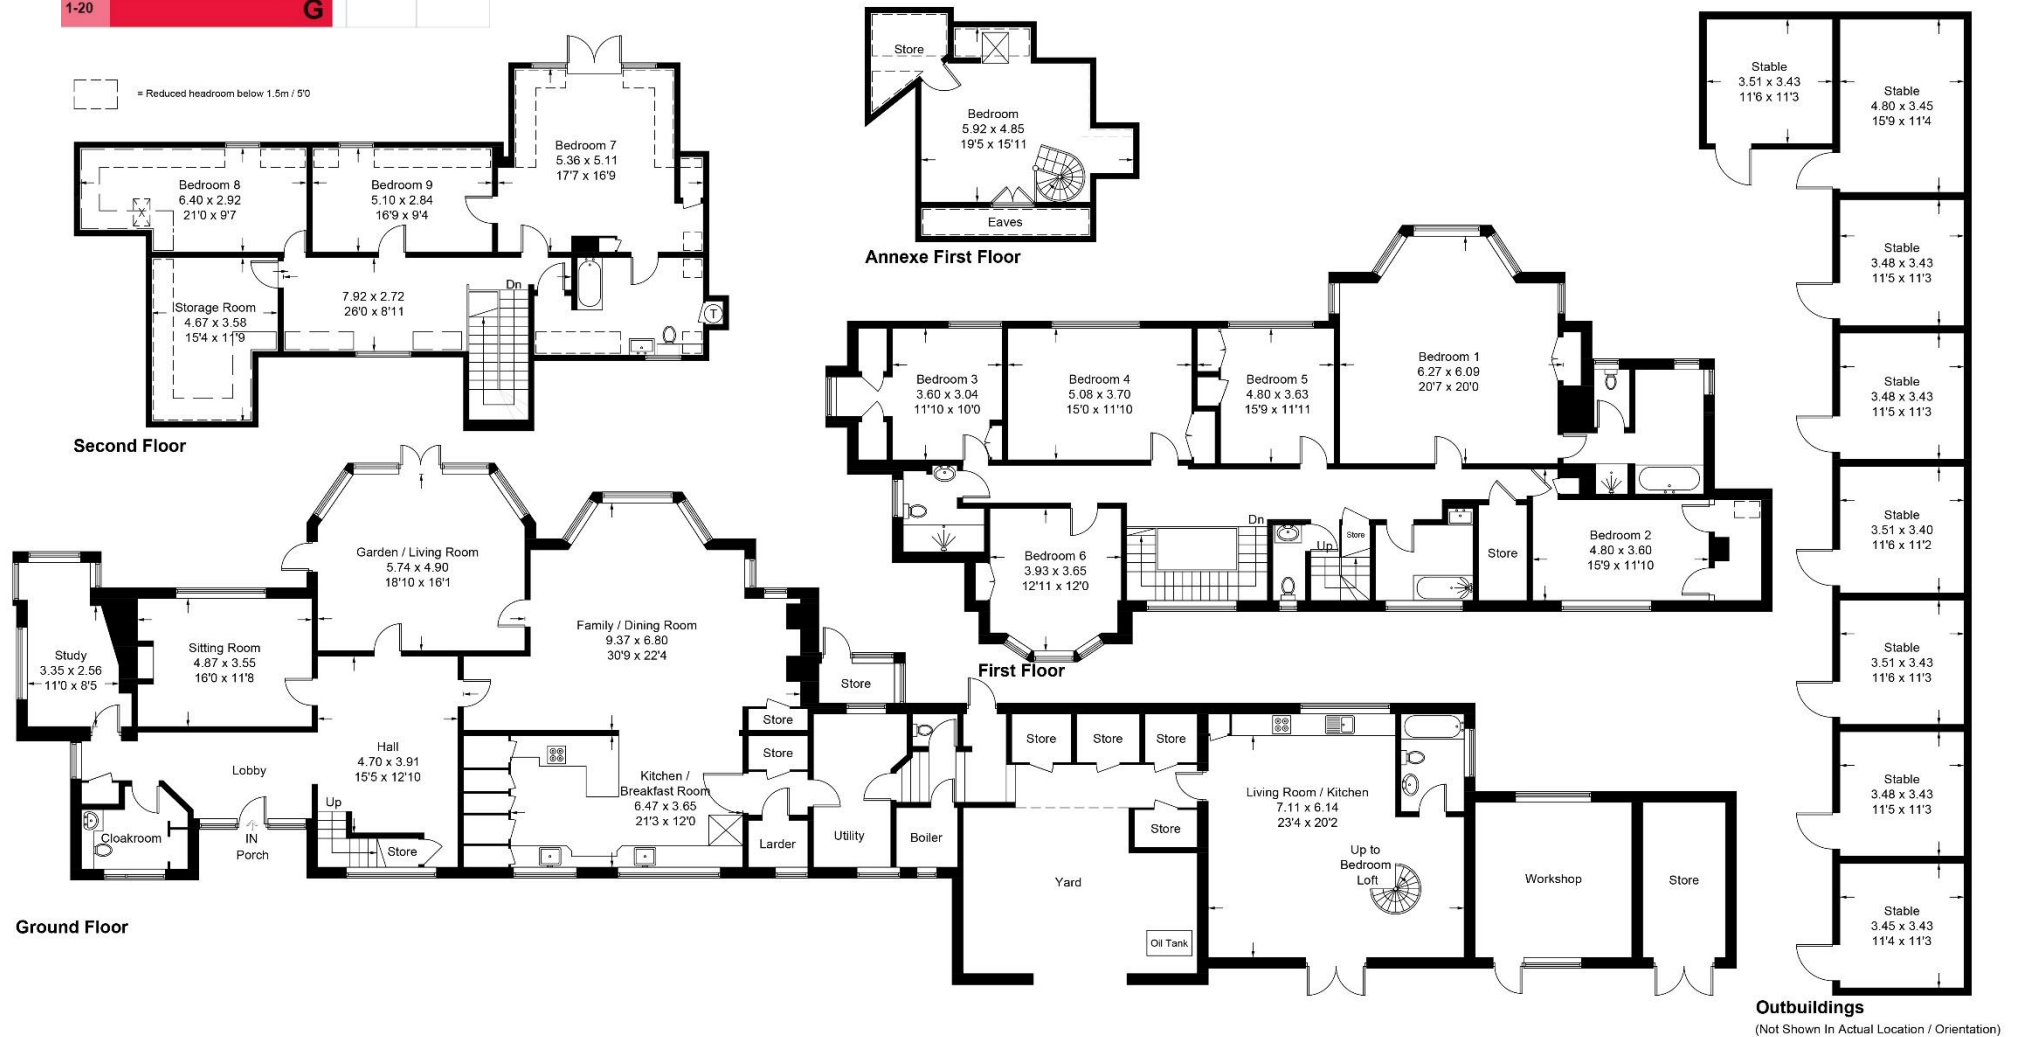 1-20
G
= Reduced headroom below 1.5m / 5'0
Bedroom 7
5.36 x 5.11
17'7 x 16'9
Bedroom 8
6.40 x 2.92
21'0 x 9'7
Bedroom 9
5.10 x 2.84
16'9 x 9'4
Storage Room
4.67 x 3.58
15'4 x 11'9
7.92 x 2.72
26'0 x 8'11
Dn
T
Second Floor
Store
Bedroom
5.92 x 4.85
19'5 x 15'11
Eaves
Annexe First Floor
Bedroom 1
6.27 x 6.09
20'7 x 20'0
Bedroom 3
3.60 x 3.04
11'10 x 10'0
Bedroom 4
5.08 x 3.70
15'0 x 11'10
Bedroom 5
4.80 x 3.63
15'9 x 11'11
Bedroom 6
3.93 x 3.65
12'11 x 12'0
Dn
Up
Store
Store
Bedroom 2
4.80 x 3.60
15'9 x 11'10
First Floor
Garden / Living Room
5.74 x 4.90
18'10 x 16'1
Family / Dining Room
9.37 x 6.80
30'9 x 22'4
Study
3.35 x 2.56
11'0 x 8'5
Sitting Room
4.87 x 3.55
16'0 x 11'8
Hall
4.70 x 3.91
15'5 x 12'10
Lobby
Up
Store
Cloakroom
IN
Porch
Kitchen /
Breakfast Room
6.47 x 3.65
21'3 x 12'0
Store
Store
Store
Larder
Utility
Boiler
Store
Store
Store
Store
Yard
Oil Tank
Living Room / Kitchen
7.11 x 6.14
23'4 x 20'2
Up to
Bedroom
Loft
Workshop
Store
Ground Floor
Stable
3.51 x 3.43
11'6 x 11'3
Stable
4.80 x 3.45
15'9 x 11'4
Stable
3.48 x 3.43
11'5 x 11'3
Stable
3.48 x 3.43
11'5 x 11'3
Stable
3.51 x 3.40
11'6 x 11'2
Stable
3.51 x 3.43
11'6 x 11'3
Stable
3.48 x 3.43
11'5 x 11'3
Stable
3.45 x 3.43
11'4 x 11'3
Outbuildings
(Not Shown In Actual Location / Orientation)